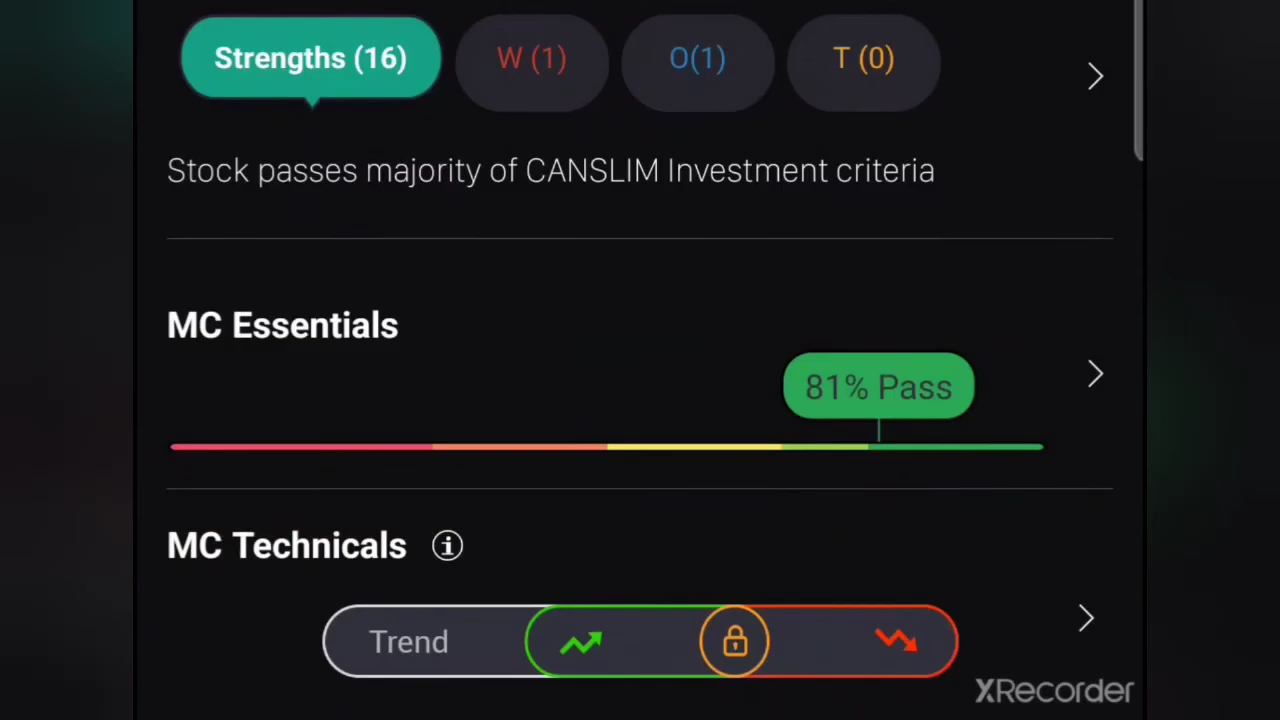 Strengths (16) W (1) O(1) T (0)
Stock passes majority of CANSLIM Investment criteria
MC Essentials
81% Pass
MC Technicals
Trend
XRecorder